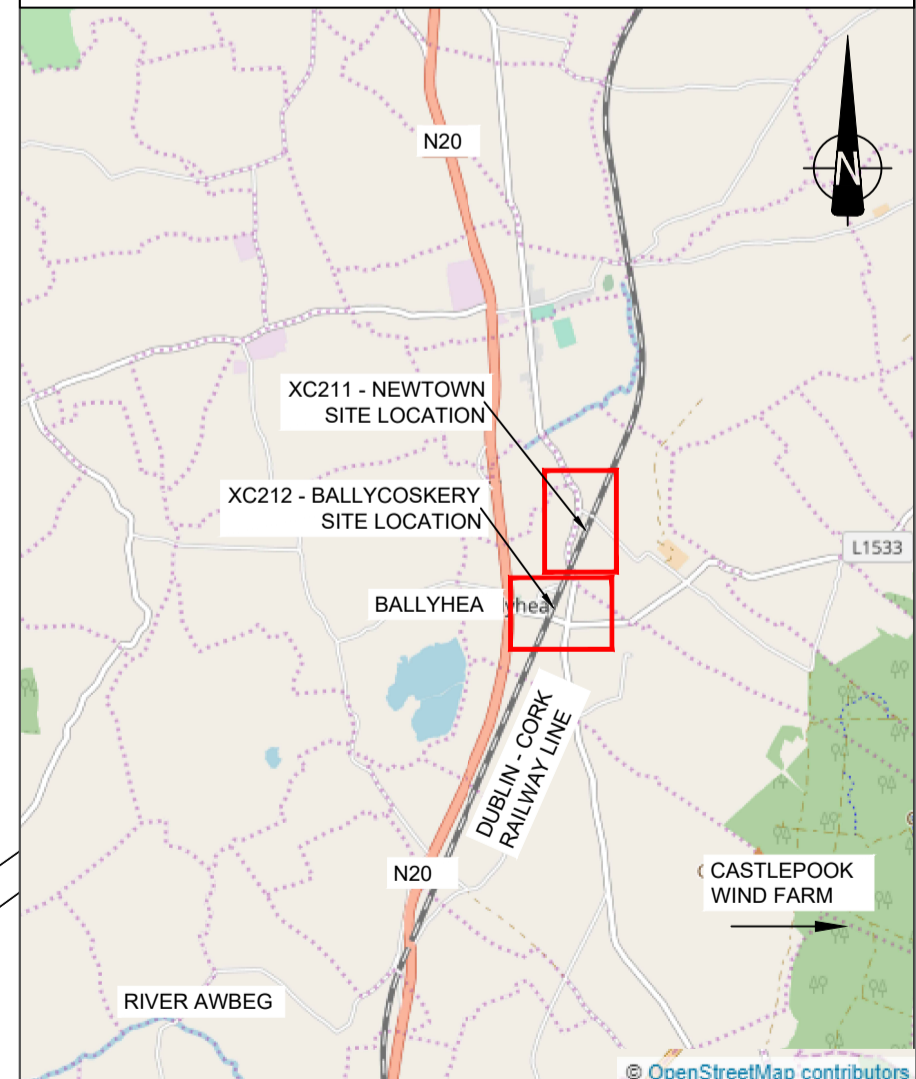 N20
N
XC211 - NEWTOWN
SITE LOCATION
XC212 - BALLYCOSKERY
SITE LOCATION
L1533
BALLYHEA
yhea
DUBLIN - CORK
RAILWAY LINE
N20
CASTLEPOOK
WIND FARM
RIVER AWBEG
© OpenStreetMap contributors